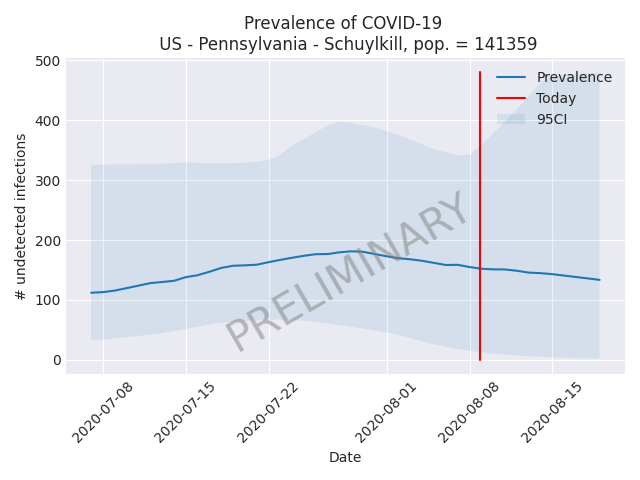 Prevalence of COVID-19
US - Pennsylvania - Schuylkill, pop. = 141359
# undetected infections
500
400
300
200
100
0
Prevalence
Today
95CI
PRELIMINARY
2020-07-08
2020-07-15
2020-07-22
2020-08-01
2020-08-08
2020-08-15
Date